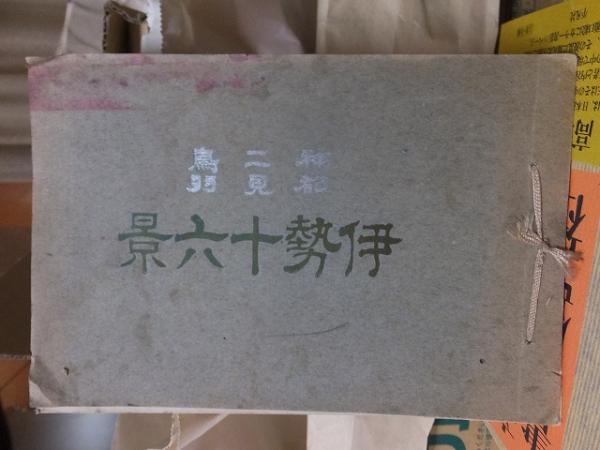 神都 二見 鳥羽
伊勢十六景